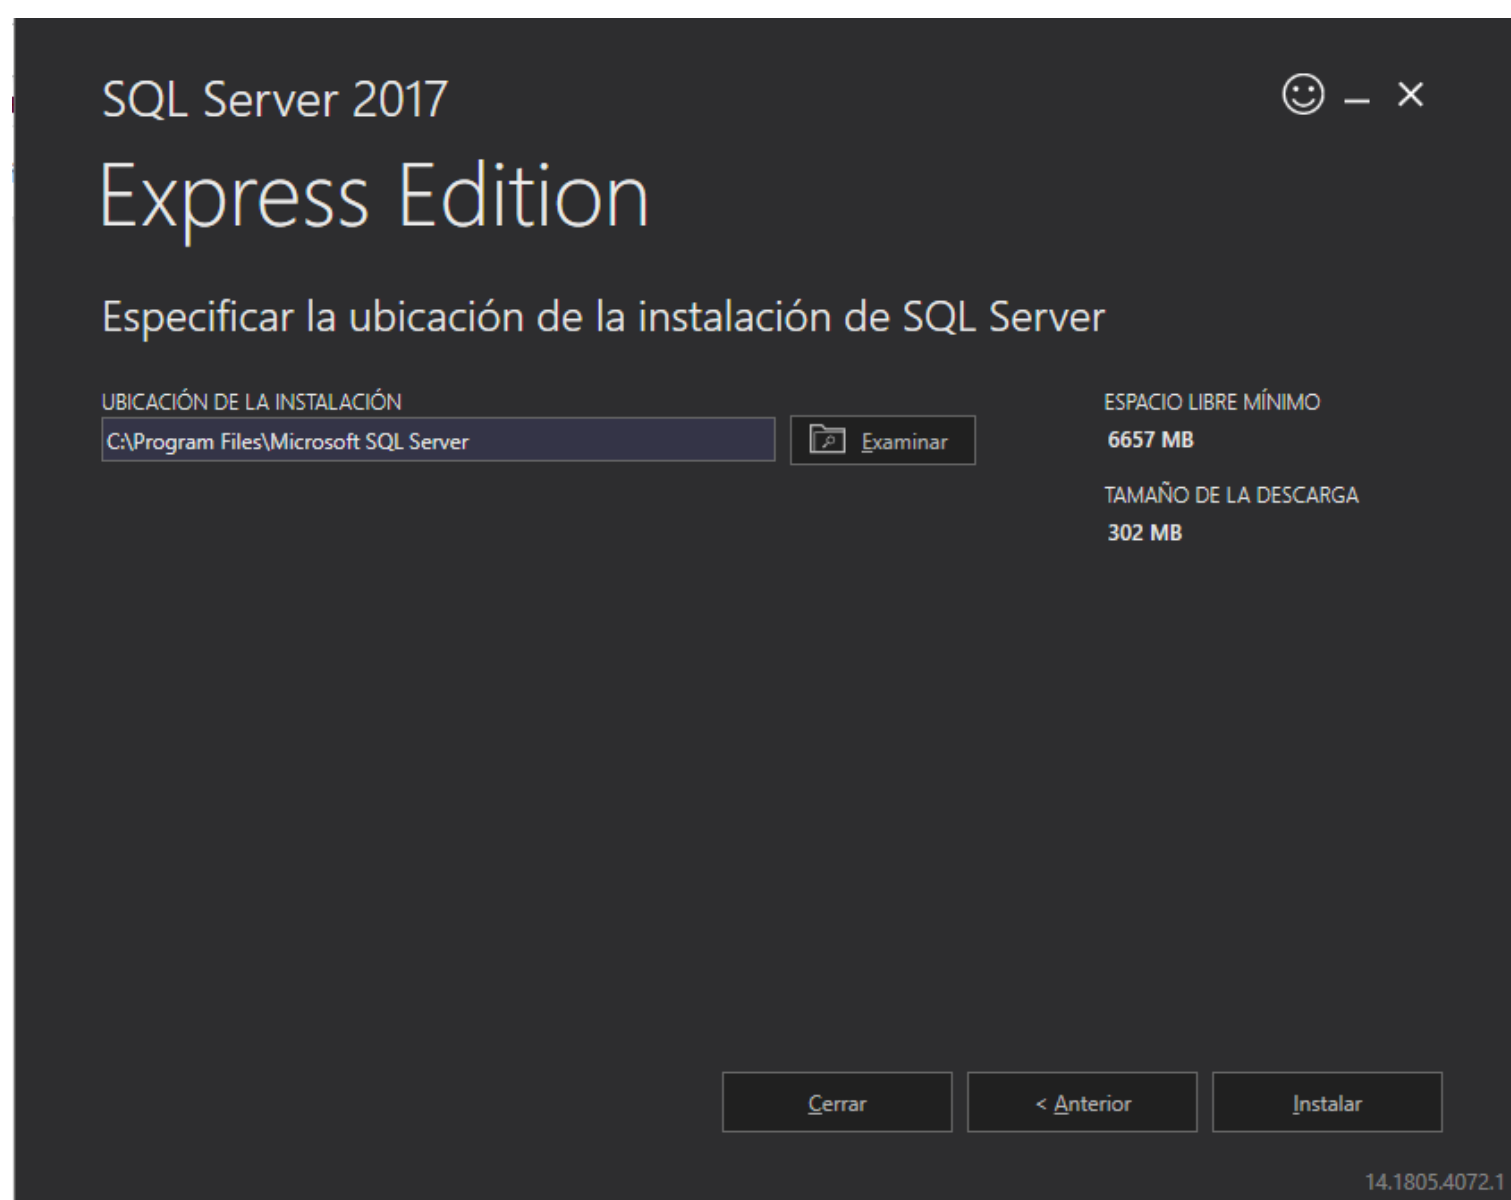 SQL Server 2017
Express Edition
Especificar la ubicación de la instalación de SQL Server
UBICACIÓN DE LA INSTALACIÓN
C:\Program Files\Microsoft SQL Server
Examinar
ESPACIO LIBRE MÍNIMO
6657 MB
TAMAÑO DE LA DESCARGA
302 MB
Cerrar
< Anterior
Instalar
14.1805.4072.1